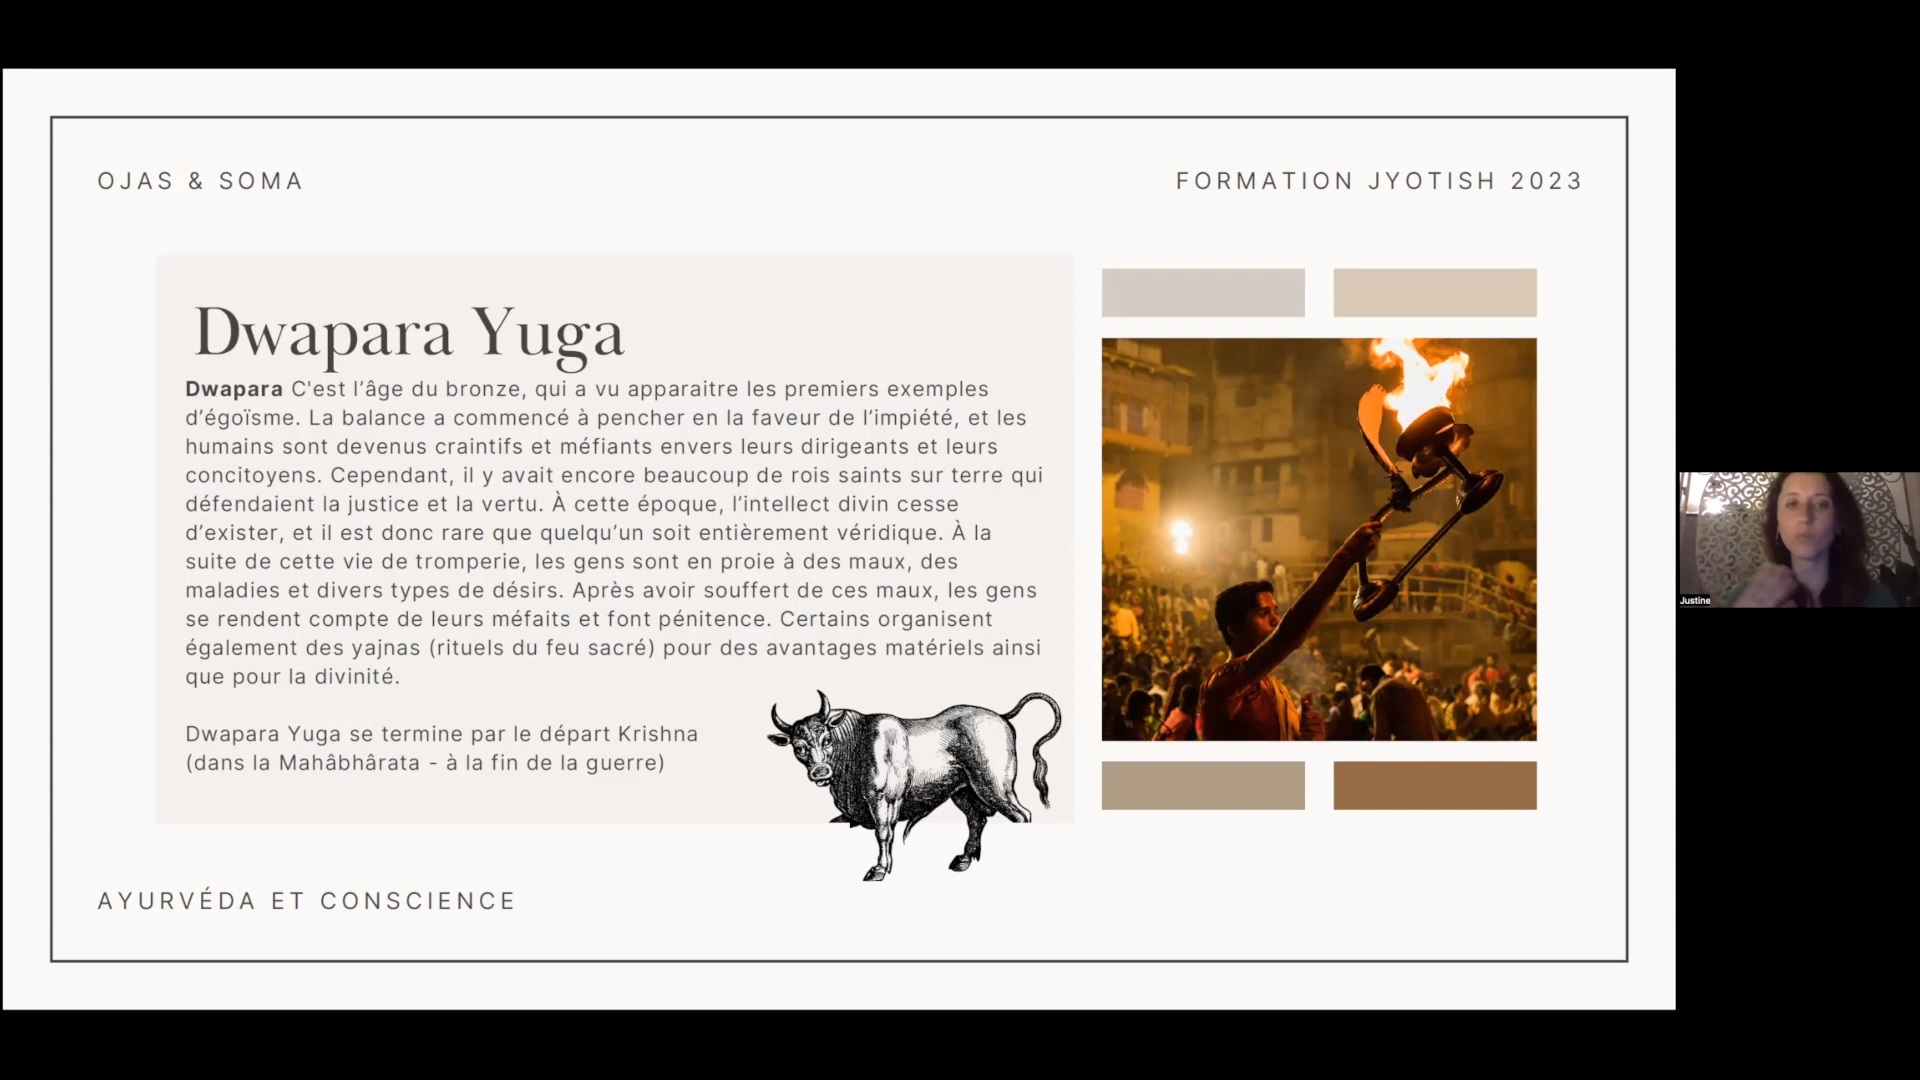 OJAS & SOMA
FORMATION JYOTISH 2023
Dwapara Yuga
Dwapara C'est l’âge du bronze, qui a vu apparaitre les premiers exemples
d’égoïsme. La balance a commencé à pencher en la faveur de l’impiété, et les
humains sont devenus craintifs et méfiants envers leurs dirigeants et leurs
concitoyens. Cependant, il y avait encore beaucoup de rois saints sur terre qui
défendaient la justice et la vertu. À cette époque, l’intellect divin cesse
d’exister, et il est donc rare que quelqu’un soit entièrement véridique. À la
suite de cette vie de tromperie, les gens sont en proie à des maux, des
maladies et divers types de désirs. Après avoir souffert de ces maux, les gens
se rendent compte de leurs méfaits et font pénitence. Certains organisent
également des yajnas (rituels du feu sacré) pour des avantages matériels ainsi
que pour la divinité.
Dwapara Yuga se termine par le départ Krishna
(dans la Mahâbhârata - à la fin de la guerre)
AYURVÉDA ET CONSCIENCE
Justine